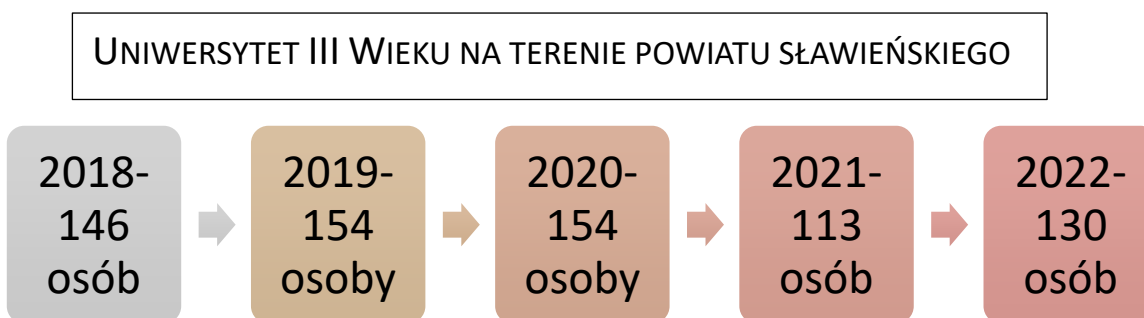 UNIWERSYTET III WIEKU NA TERENIE POWIATU SŁAWIEŃSKIEGO
2018-
146
osób
2019-
154
osoby
2020-
154
osoby
2021-
113
osób
2022-
130
osób